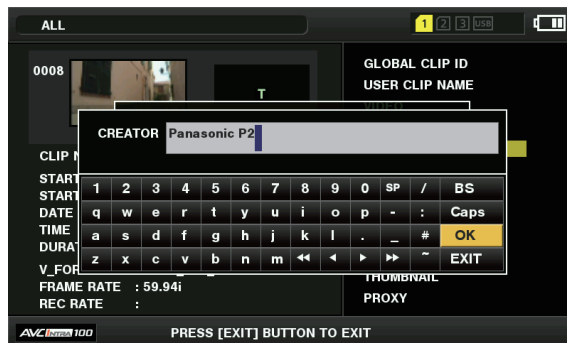 ALL
1 2 3 USB
0008
T
GLOBAL CLIP ID
USER CLIP NAME
VIDEO
CREATOR Panasonic P2
CLIP N
START
START
DATE
TIME
DURAT
1 2 3 4 5 6 7 8 9 0 SP / BS
q w e r t y u i o p - : Caps
a s d f g h j k l . _ # OK
z x c v b n m ◀◀ ◀ ▶ ▶▶ ~ EXIT
V_FOR
FRAME RATE : 59.94i
REC RATE :
THUMBNAIL
PROXY
AVC INTRA 100
PRESS [EXIT] BUTTON TO EXIT